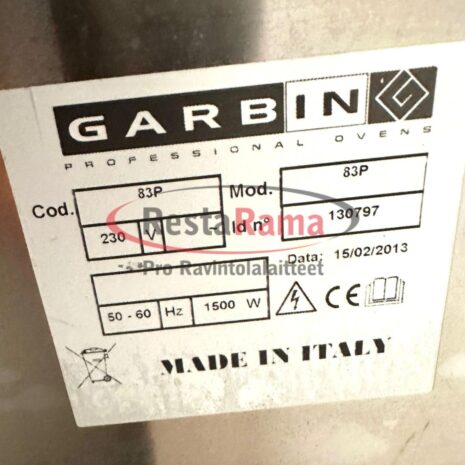 GARBIN
PROFESSIONAL OVENS
Cod. 83P Mod. 83P
230 V Id n° 130797
RestaRama
Pro Ravintolalaitteet
Data: 15/02/2013
50 - 60 Hz 1500 W
CE
MADE IN ITALY